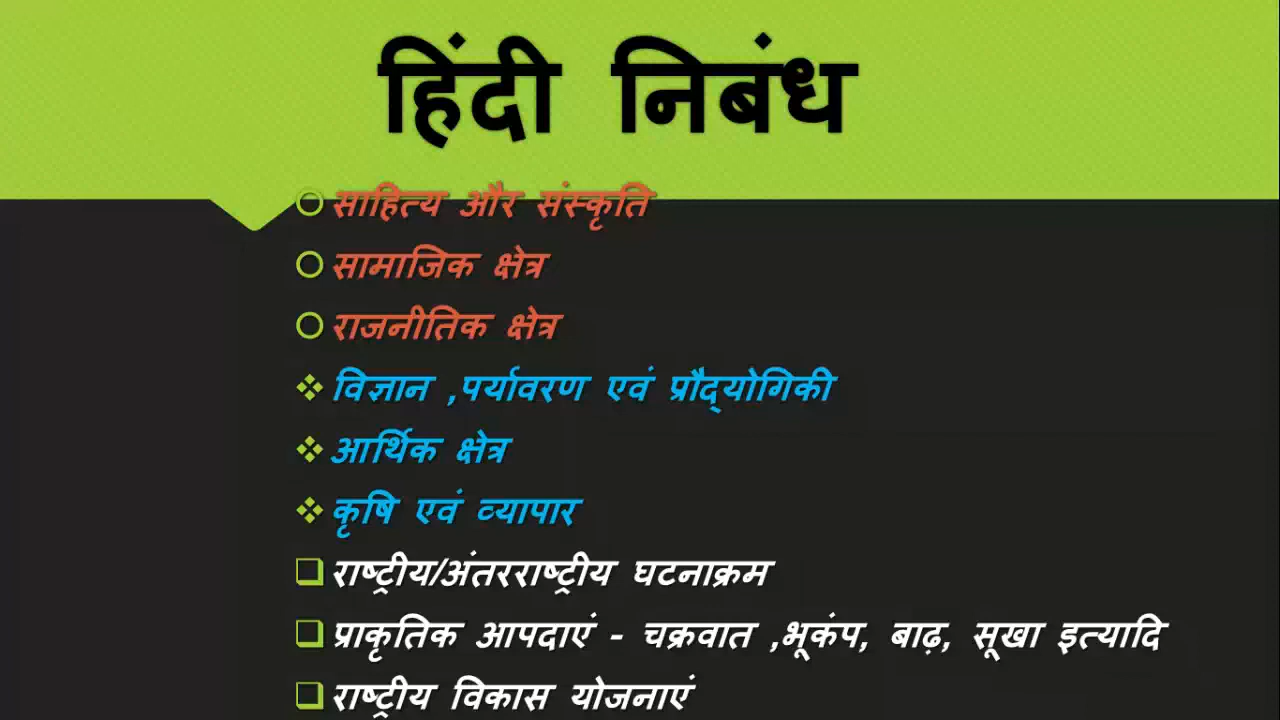 हिंदी निबंध
साहित्य और संस्कृति
सामाजिक क्षेत्र
राजनीतिक क्षेत्र
विज्ञान ,पर्यावरण एवं प्रौद्योगिकी
आर्थिक क्षेत्र
कृषि एवं व्यापार
राष्ट्रीय/अंतरराष्ट्रीय घटनाक्रम
प्राकृतिक आपदाएं - चक्रवात ,भूकंप, बाढ़, सूखा इत्यादि
राष्ट्रीय विकास योजनाएं